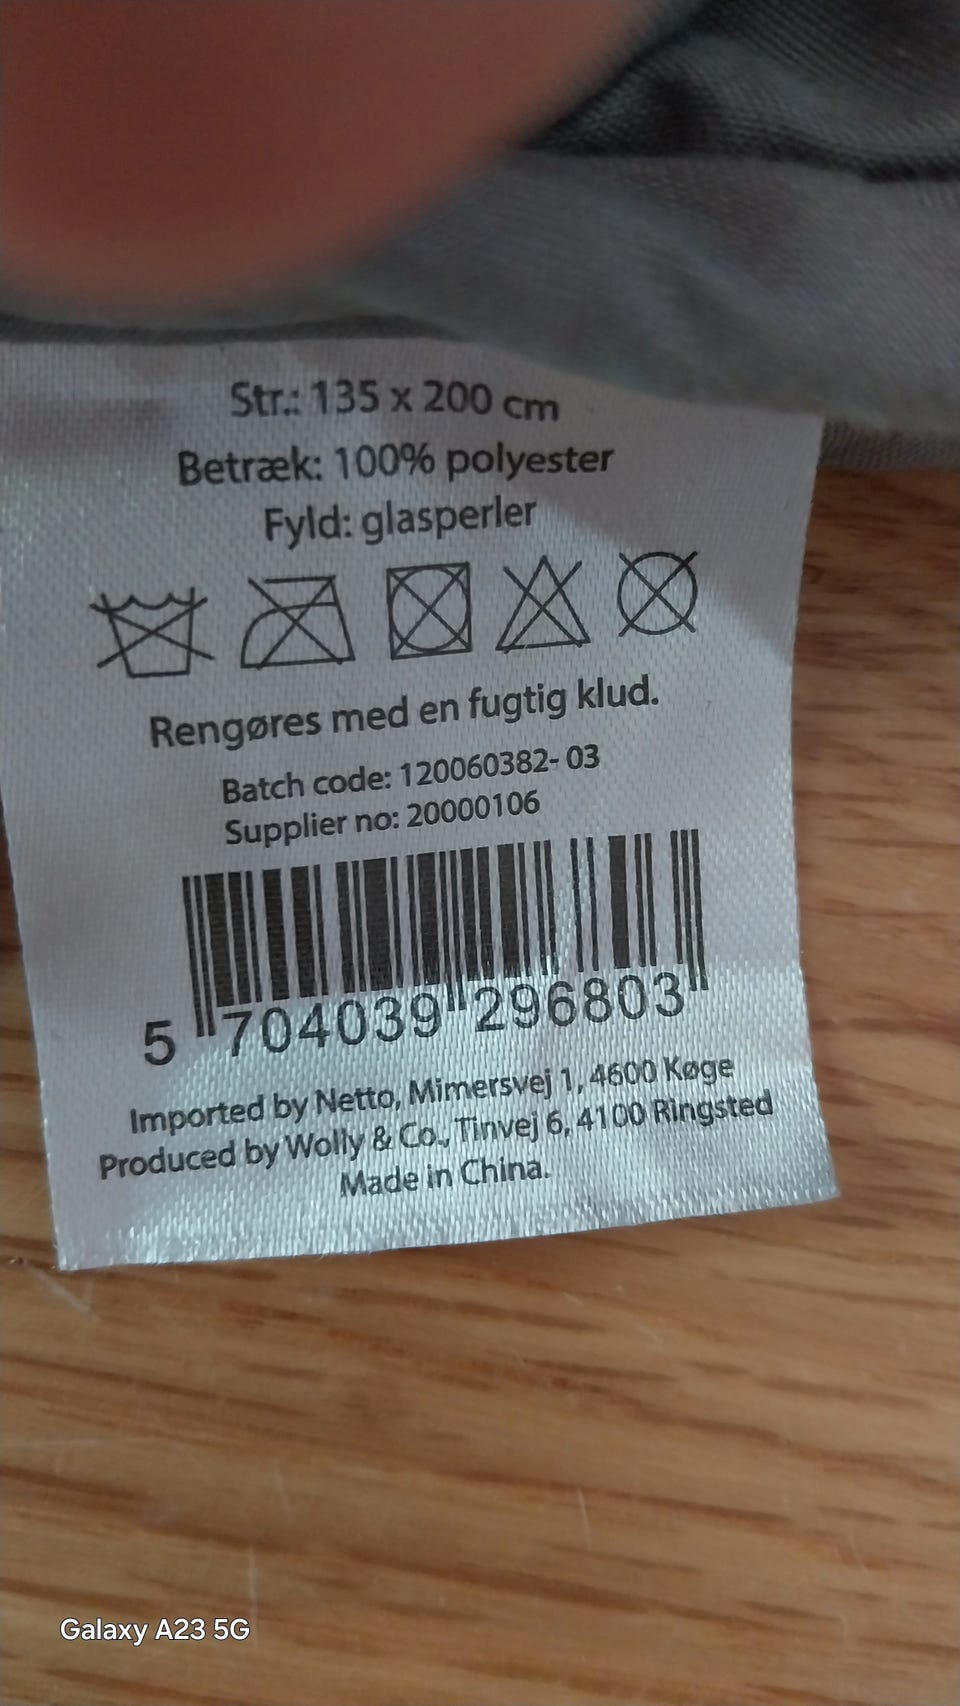 Str.: 135 x 200 cm
Betræk: 100% polyester
Fyld: glasperler
Rengøres med en fugtig klud.
Batch code: 120060382- 03
Supplier no: 20000106
5 704039 296803
Imported by Netto, Mimersvej 1, 4600 Køge
Produced by Wolly & Co., Tinvej 6, 4100 Ringsted
Made in China.
Galaxy A23 5G